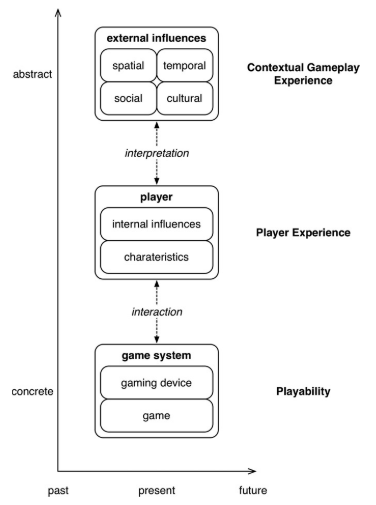 external influences
abstract
spatial
temporal
social
cultural
Contextual Gameplay
Experience
interpretation
player
internal influences
charateristics
Player Experience
interaction
game system
gaming device
game
concrete
Playability
past
present
future